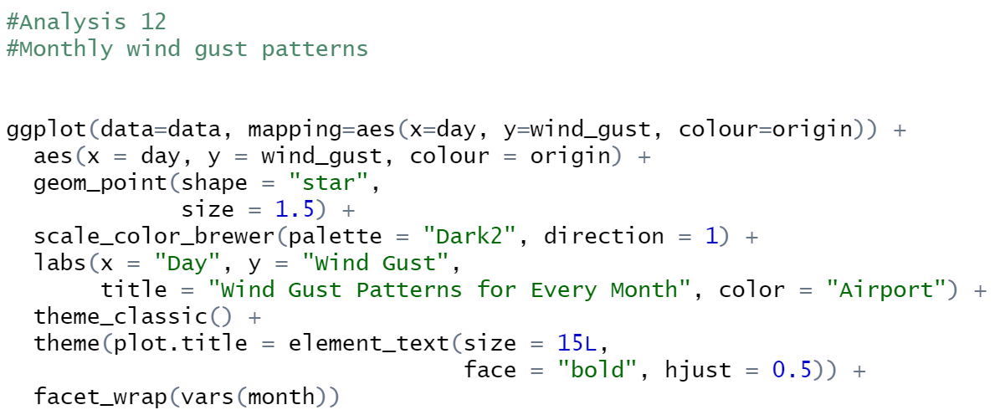 #Analysis 12
#Monthly wind gust patterns
ggplot(data=data, mapping=aes(x=day, y=wind_gust, colour=origin)) +
  aes(x = day, y = wind_gust, colour = origin) +
  geom_point(shape = "star",
             size = 1.5) +
  scale_color_brewer(palette = "Dark2", direction = 1) +
  labs(x = "Day", y = "Wind Gust",
       title = "Wind Gust Patterns for Every Month", color = "Airport") +
  theme_classic() +
  theme(plot.title = element_text(size = 15L,
                                  face = "bold", hjust = 0.5)) +
  facet_wrap(vars(month))